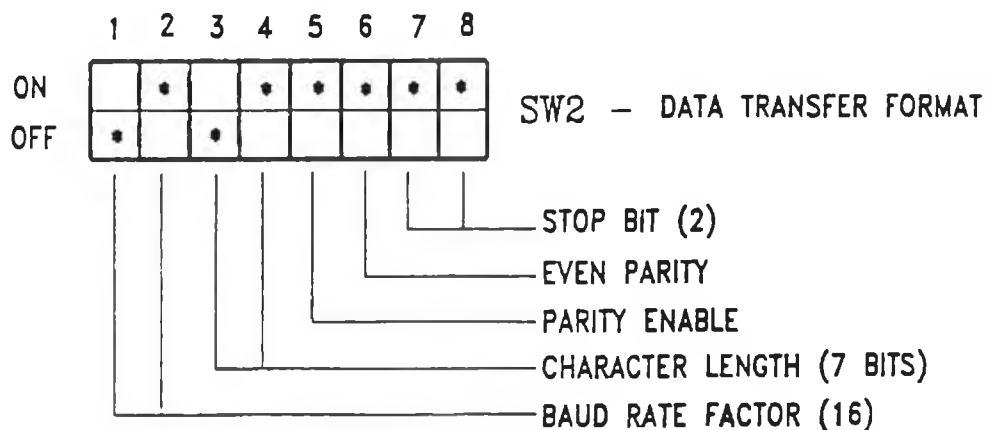 1 2 3 4 5 6 7 8
ON
OFF
SW2 – DATA TRANSFER FORMAT
STOP BIT (2)
EVEN PARITY
PARITY ENABLE
CHARACTER LENGTH (7 BITS)
BAUD RATE FACTOR (16)